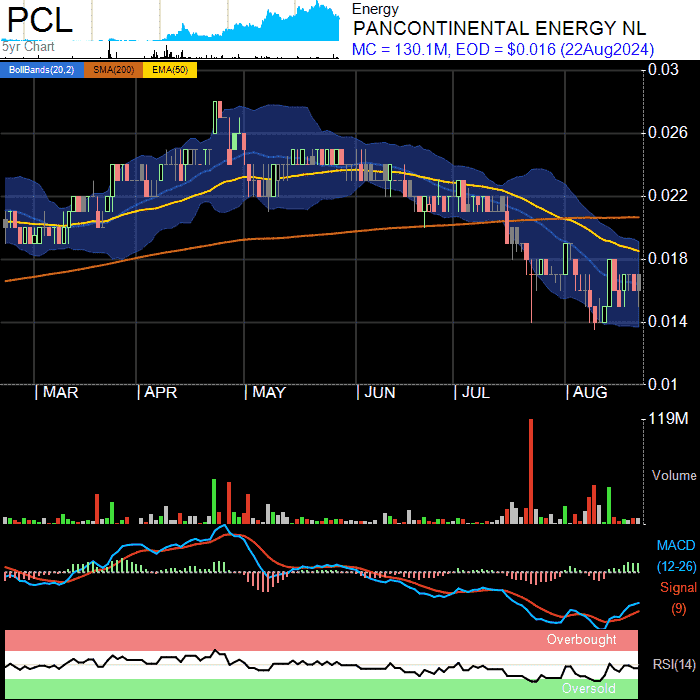 PCL
5yr Chart
Energy
PANCONTINENTAL ENERGY NL
MC = 130.1M, EOD = $0.016 (22Aug2024)
BollBands(20,2) SMA(200) EMA(50)
0.03
0.026
0.022
0.018
0.014
0.01
MAR APR MAY JUN JUL AUG
119M
Volume
MACD
(12-26)
Signal
(9)
Overbought
RSI(14)
Oversold